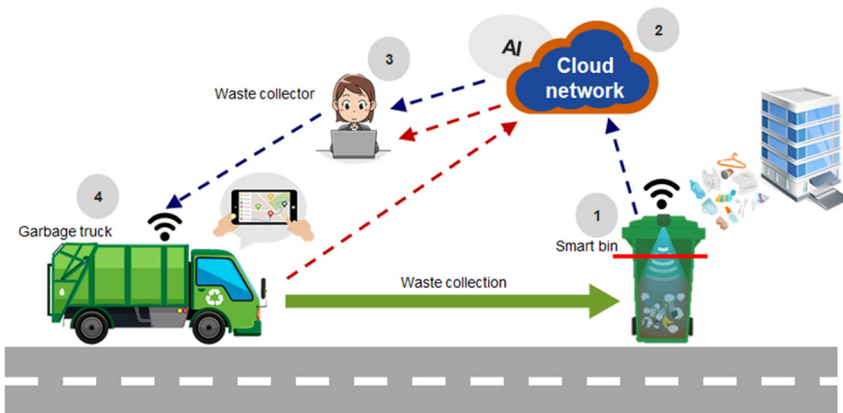 2
AI
Cloud
network
3
Waste collector
4
Garbage truck
1
Smart bin
Waste collection